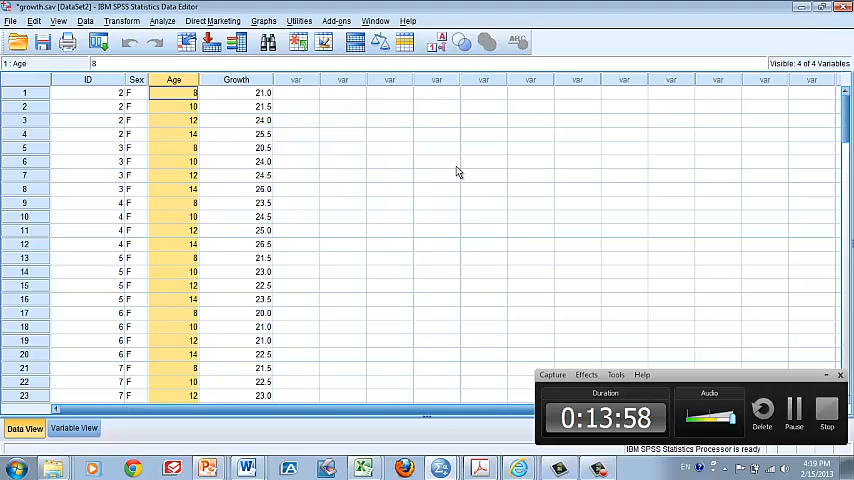 *growth.sav [DataSet2] - IBM SPSS Statistics Data Editor
File Edit View Data Transform Analyze Direct Marketing Graphs Utilities Add-ons Window Help
1 : Age 8 Visible: 4 of 4 Variables
ID Sex Age Growth var var var var var var var var var var var var
1 2 F 8 21.0
2 2 F 10 21.5
3 2 F 12 24.0
4 2 F 14 25.5
5 3 F 8 20.5
6 3 F 10 24.0
7 3 F 12 24.5
8 3 F 14 26.0
9 4 F 8 23.5
10 4 F 10 24.5
11 4 F 12 25.0
12 4 F 14 26.5
13 5 F 8 21.5
14 5 F 10 23.0
15 5 F 12 22.5
16 5 F 14 23.5
17 6 F 8 20.0
18 6 F 10 21.0
19 6 F 12 21.0
20 6 F 14 22.5
21 7 F 8 21.5
22 7 F 10 22.5
23 7 F 12 23.0
Capture Effects Tools Help
Duration Audio
0:13:58
Delete Pause Stop
Data View Variable View
IBM SPSS Statistics Processor is ready
EN 4:19 PM
2/15/2013